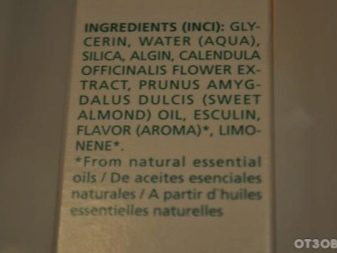 INGREDIENTS (INCI): GLY-
CERIN, WATER (AQUA),
SILICA, ALGIN, CALENDULA
OFFICINALIS FLOWER EX-
TRACT, PRUNUS AMYG-
DALUS DULCIS (SWEET
ALMOND) OIL, ESCULIN,
FLAVOR (AROMA)*, LIMO-
NENE*.
*From natural essential
oils / De aceites esenciales
naturales / A partir d'huiles
essentielles naturelles
ОТЗОВ